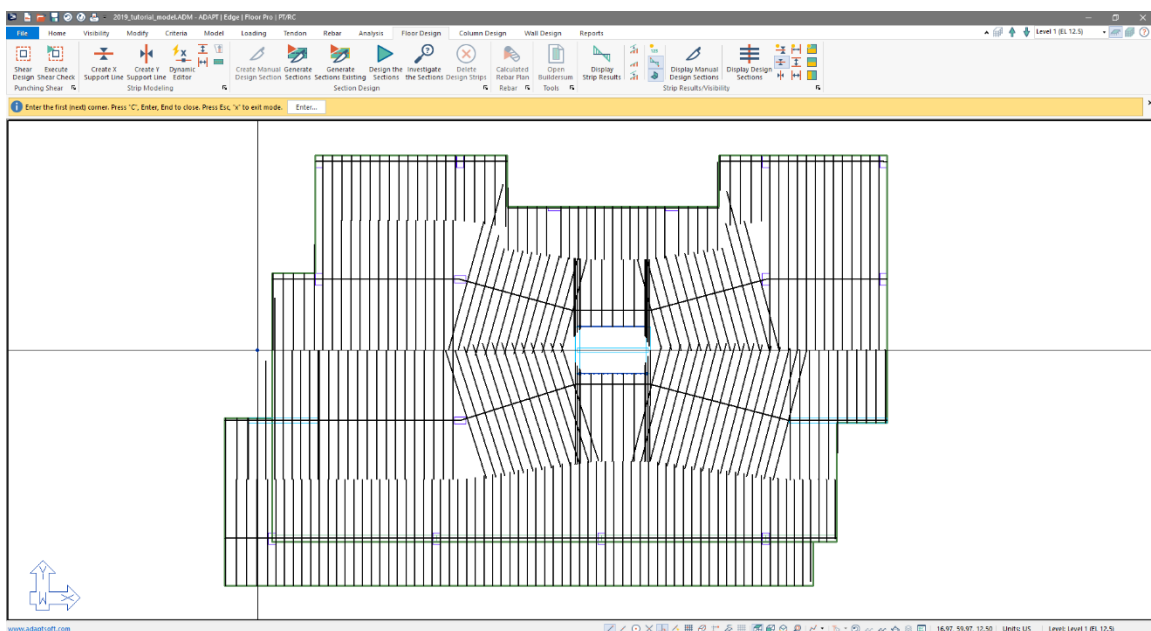 2019_tutorial_model.ADM - ADAPT | Edge | Floor Pro | PT/RC
File Home Visibility Modify Criteria Model Loading Tendon Rebar Analysis Floor Design Column Design Wall Design Reports Level 1 (EL 12.5)
Shear Execute Create X Create Y Dynamic Create Manual Generate Generate Design the Investigate Delete Calculated Open Display Display Manual Display Design
Design Shear Check Support Line Support Line Editor Design Section Sections Sections Existing Sections the Sections Design Strips Rebar Plan Buildersum Strip Results Design Sections Sections
Punching Shear Strip Modeling Section Design Rebar Tools Strip Results/Visibility
Enter the first (next) corner. Press "C", Enter, End to close. Press Esc, "x" to exit mode. Enter...
Y
W X
www.adaptsoft.com 16.97, 59.97, 12.50 Units: US Level: Level 1 (EL 12.5)